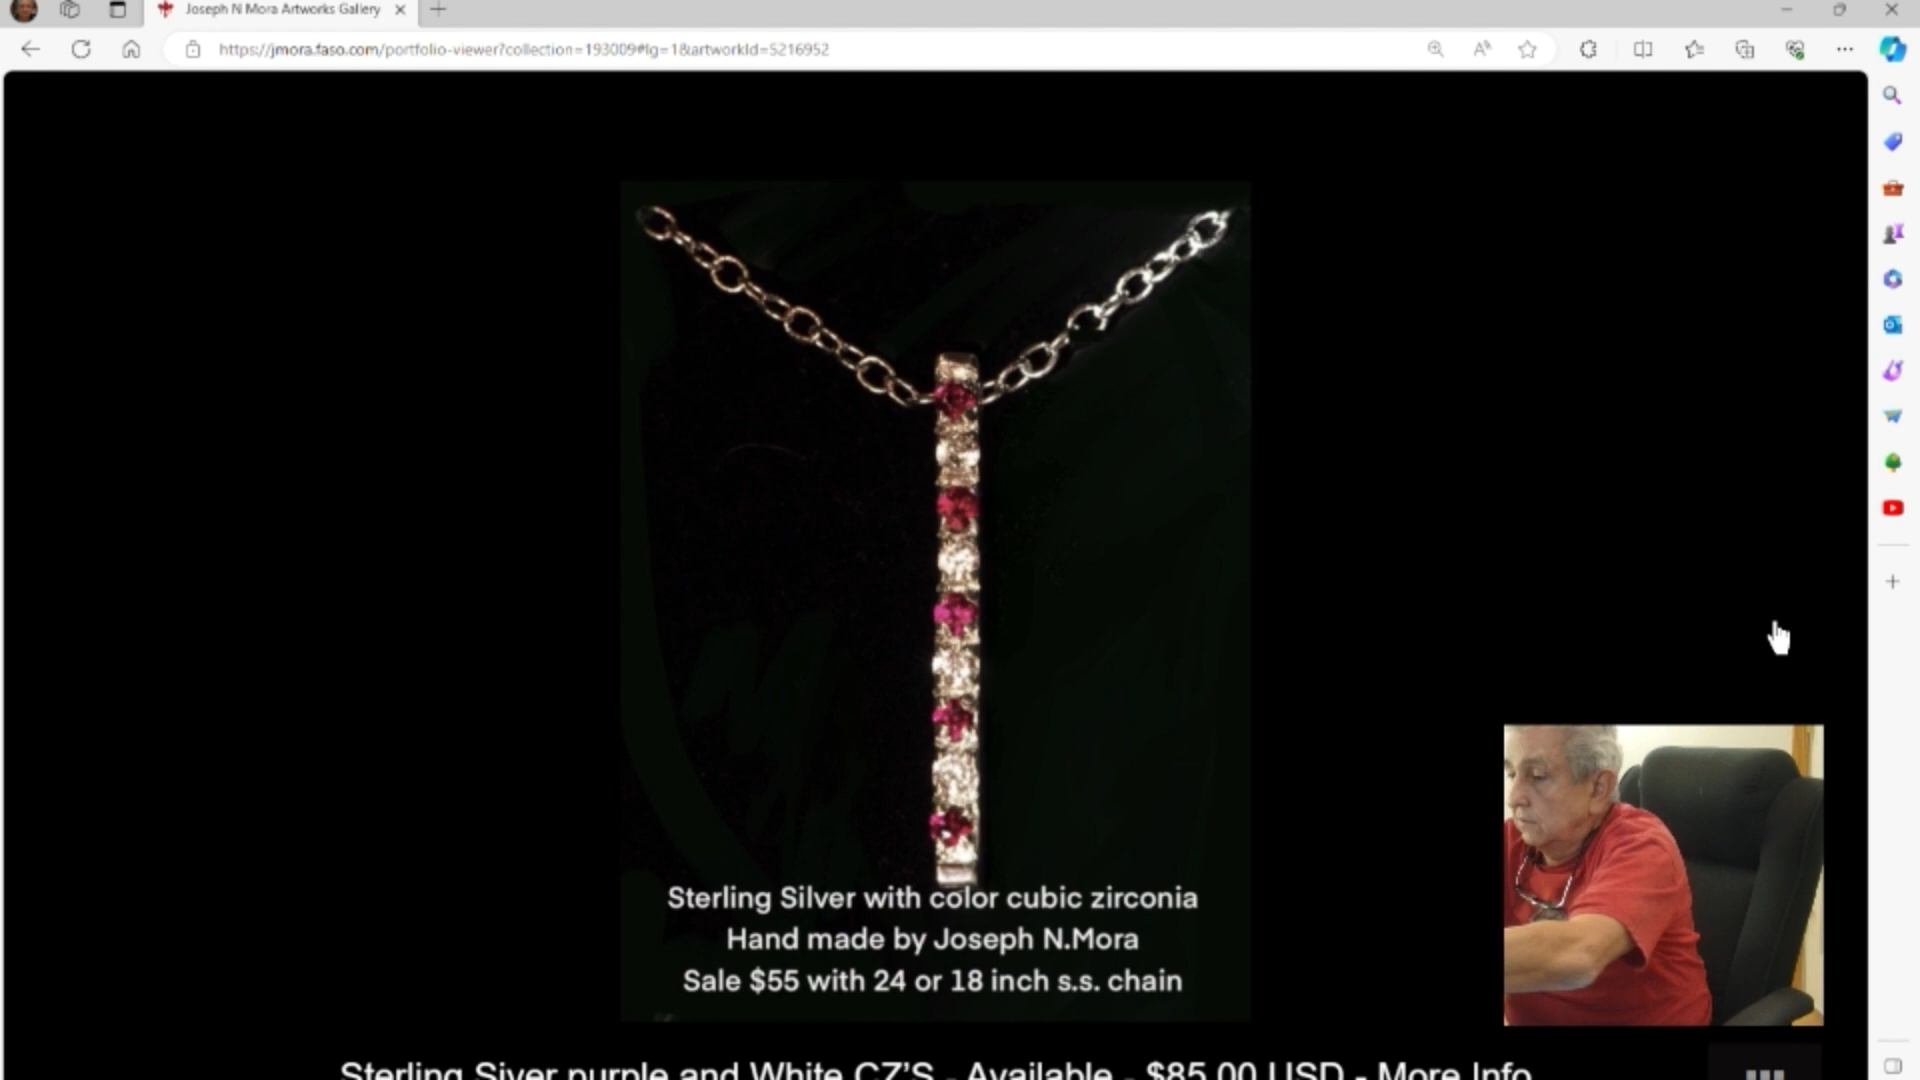 Joseph N Mora Artworks Gallery
https://jmora.faso.com/portfolio-viewer?collection=193009#lg=1&artworkId=5216952
Sterling Silver with color cubic zirconia
Hand made by Joseph N.Mora
Sale $55 with 24 or 18 inch s.s. chain
Sterling Siver purple and White CZ'S - Available - $85.00 USD - More Info